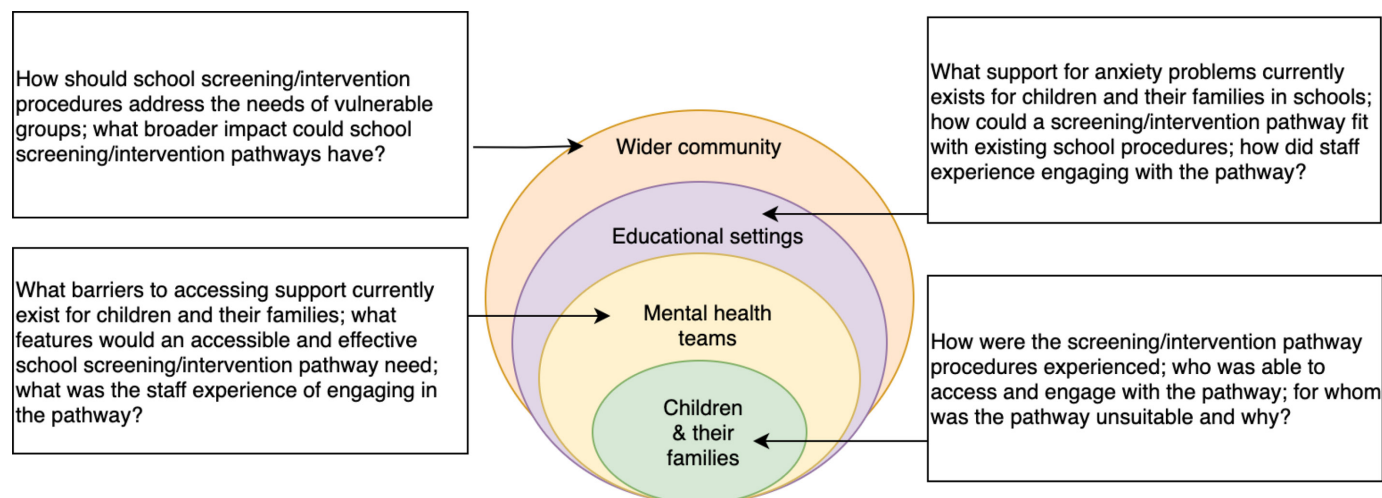 How should school screening/intervention
procedures address the needs of vulnerable
groups; what broader impact could school
screening/intervention pathways have?
What barriers to accessing support currently
exist for children and their families; what
features would an accessible and effective
school screening/intervention pathway need;
what was the staff experience of engaging in
the pathway?
Wider community
Educational settings
Mental health
teams
Children
& their
families
What support for anxiety problems currently
exists for children and their families in schools;
how could a screening/intervention pathway fit
with existing school procedures; how did staff
experience engaging with the pathway?
How were the screening/intervention pathway
procedures experienced; who was able to
access and engage with the pathway; for whom
was the pathway unsuitable and why?